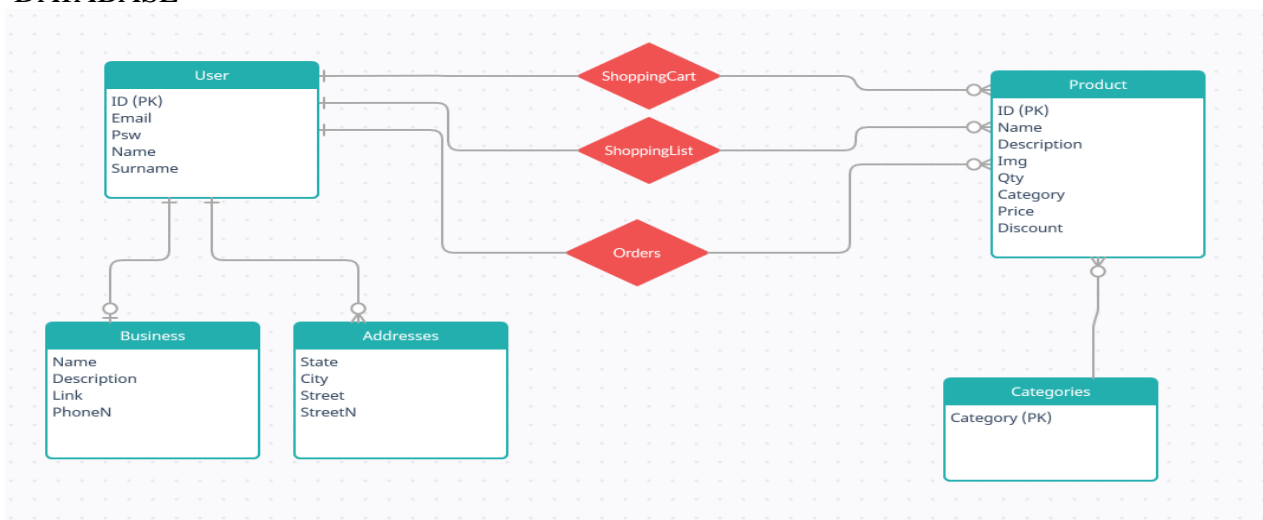 DATABASE
User
ID (PK)
Email
Psw
Name
Surname
ShoppingCart
ShoppingList
Orders
Product
ID (PK)
Name
Description
Img
Qty
Category
Price
Discount
Business
Name
Description
Link
PhoneN
Addresses
State
City
Street
StreetN
Categories
Category (PK)